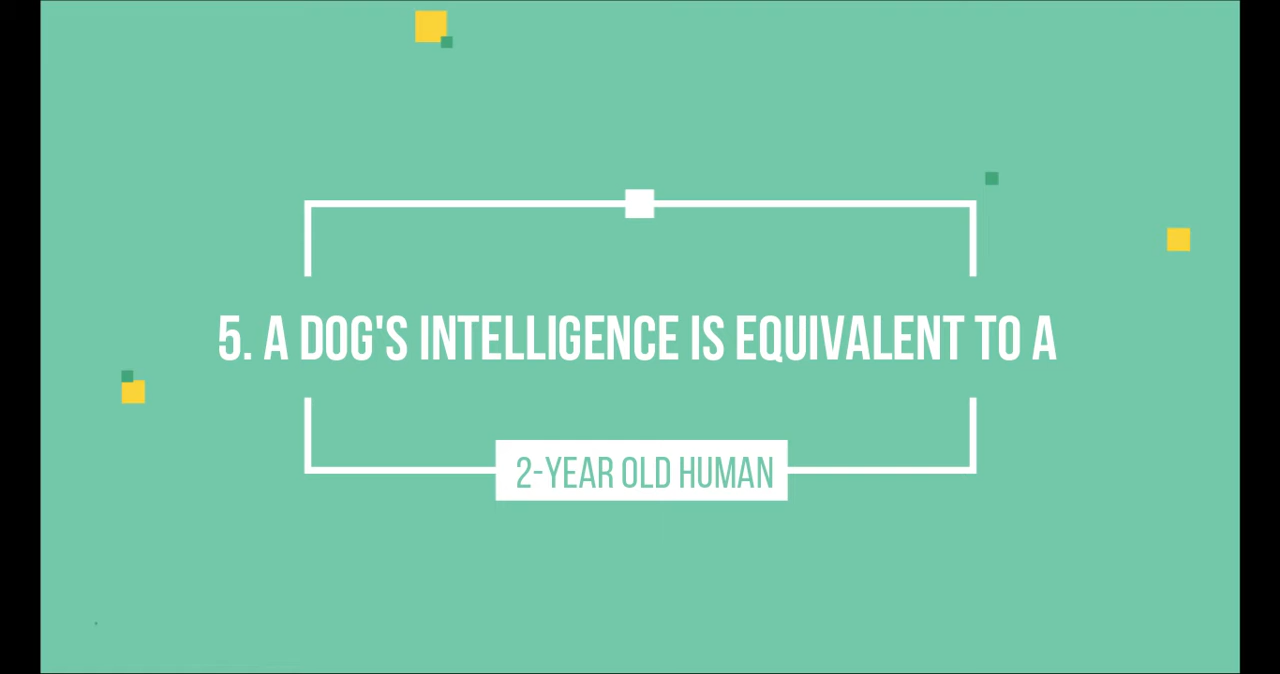 5. A DOG'S INTELLIGENCE IS EQUIVALENT TO A
2-YEAR OLD HUMAN